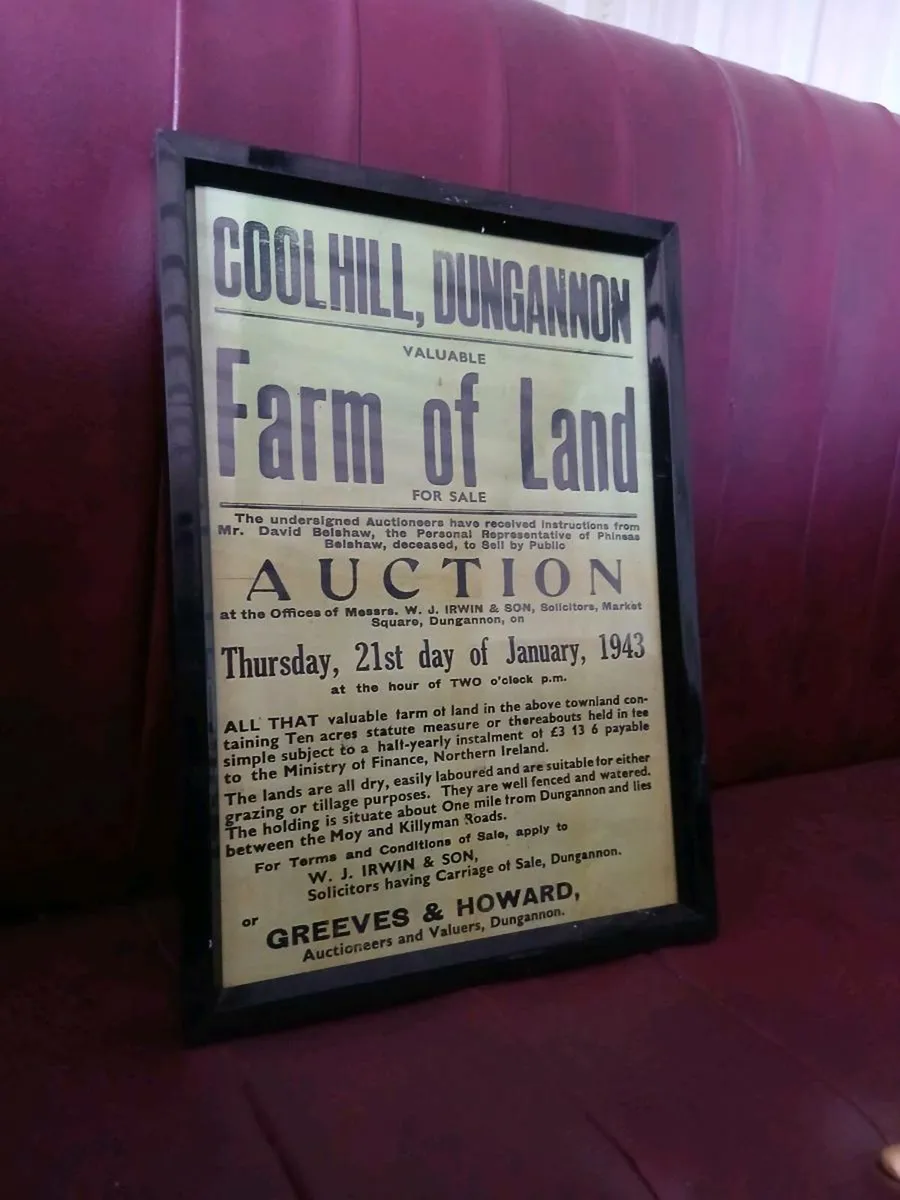 COOLHILL, DUNGANNON
VALUABLE
Farm of Land
FOR SALE
The undersigned Auctioneers have received instructions from
Mr. David Belshaw, the Personal Representative of Phineas
Belshaw, deceased, to Sell by Public
AUCTION
at the Offices of Messrs. W. J. IRWIN & SON, Solicitors, Market
Square, Dungannon, on
Thursday, 21st day of January, 1943
at the hour of TWO o'clock p.m.
ALL THAT valuable farm of land in the above townland con-
taining Ten acres statute measure or thereabouts held in fee
simple subject to a half-yearly instalment of £3 13 6 payable
to the Ministry of Finance, Northern Ireland.
The lands are all dry, easily laboured and are suitable for either
grazing or tillage purposes. They are well fenced and watered.
The holding is situate about One mile from Dungannon and lies
between the Moy and Killyman Roads.
For Terms and Conditions of Sale, apply to
W. J. IRWIN & SON,
Solicitors having Carriage of Sale, Dungannon.
or GREEVES & HOWARD,
Auctioneers and Valuers, Dungannon.